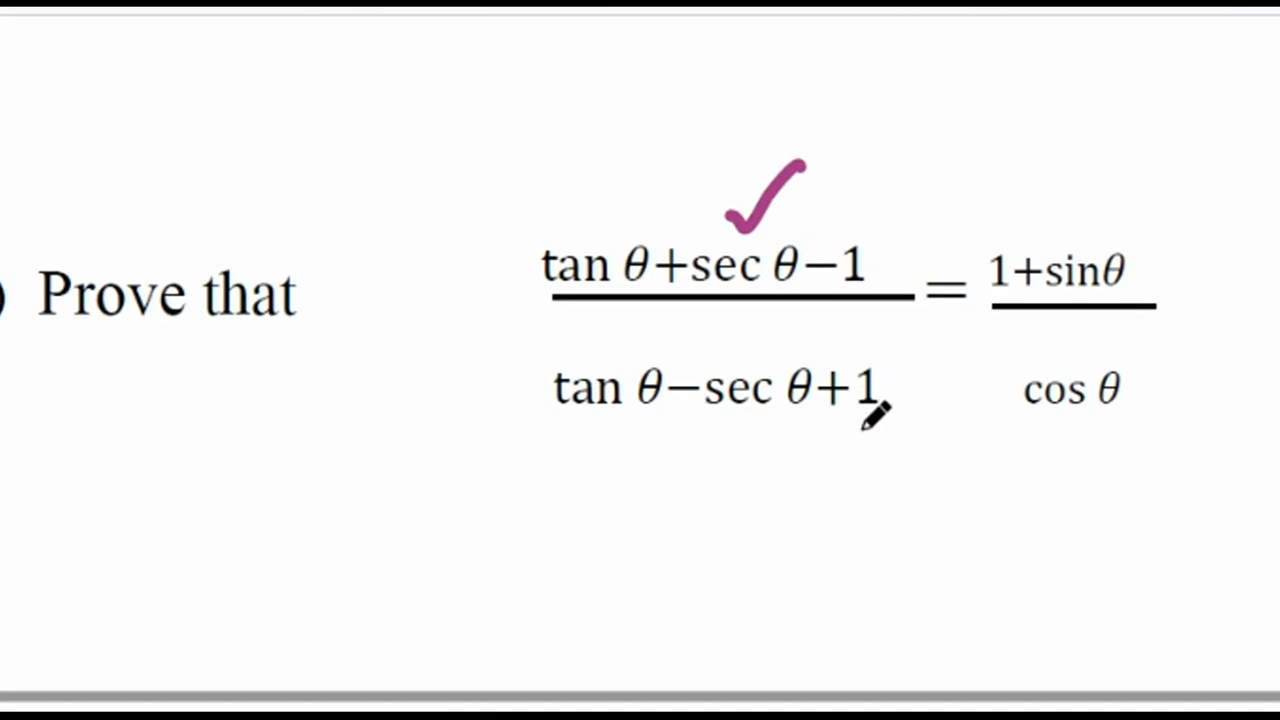 ) Prove that
tan θ+sec θ−1 = 1+sinθ
tan θ−sec θ+1 cos θ